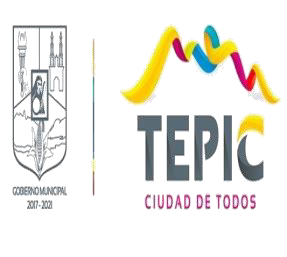 GOBIERNO MUNICIPAL
2017 - 2021
TEPIC
CIUDAD DE TODOS